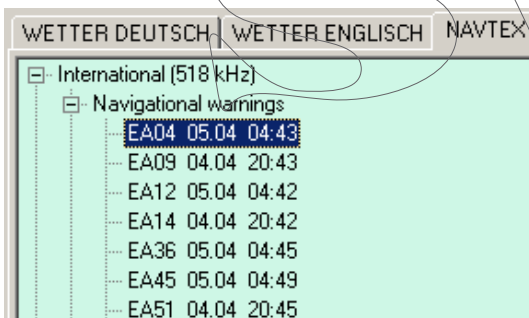 WETTER DEUTSCH WETTER ENGLISCH NAVTEX
International (518 kHz)
Navigational warnings
EA04 05.04 04:43
EA09 04.04 20:43
EA12 05.04 04:42
EA14 04.04 20:42
EA36 05.04 04:45
EA45 05.04 04:49
EA51 04.04 20:45